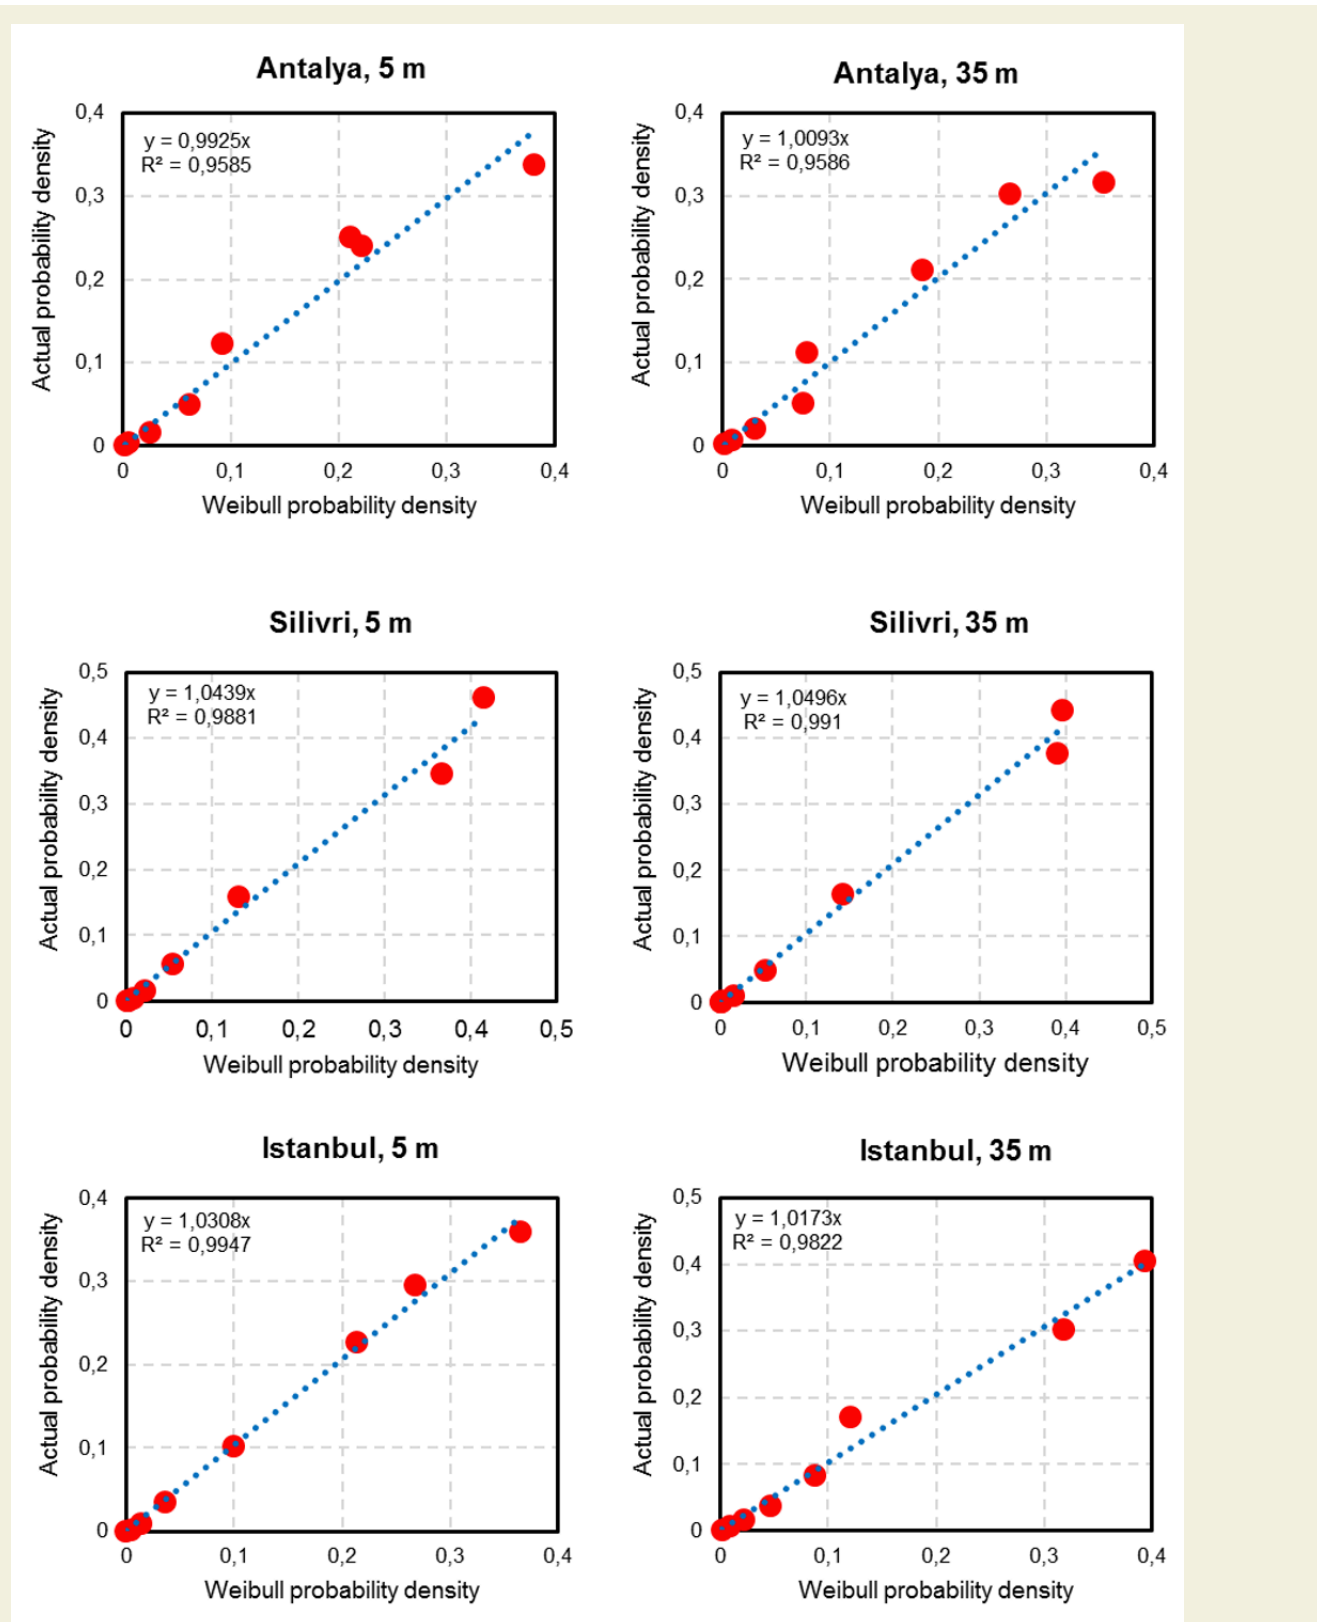 Antalya, 5 m
y = 0,9925x
R² = 0,9585
Actual probability density
0,4
0,3
0,2
0,1
0
0 0,1 0,2 0,3 0,4
Weibull probability density
Antalya, 35 m
y = 1,0093x
R² = 0,9586
Actual probability density
0,4
0,3
0,2
0,1
0
0 0,1 0,2 0,3 0,4
Weibull probability density
Silivri, 5 m
y = 1,0439x
R² = 0,9881
Actual probability density
0,5
0,4
0,3
0,2
0,1
0
0 0,1 0,2 0,3 0,4 0,5
Weibull probability density
Silivri, 35 m
y = 1,0496x
R² = 0,991
Actual probability density
0,5
0,4
0,3
0,2
0,1
0
0 0,1 0,2 0,3 0,4 0,5
Weibull probability density
Istanbul, 5 m
y = 1,0308x
R² = 0,9947
Actual probability density
0,4
0,3
0,2
0,1
0
0 0,1 0,2 0,3 0,4
Weibull probability density
Istanbul, 35 m
y = 1,0173x
R² = 0,9822
Actual probability density
0,5
0,4
0,3
0,2
0,1
0
0 0,1 0,2 0,3 0,4
Weibull probability density